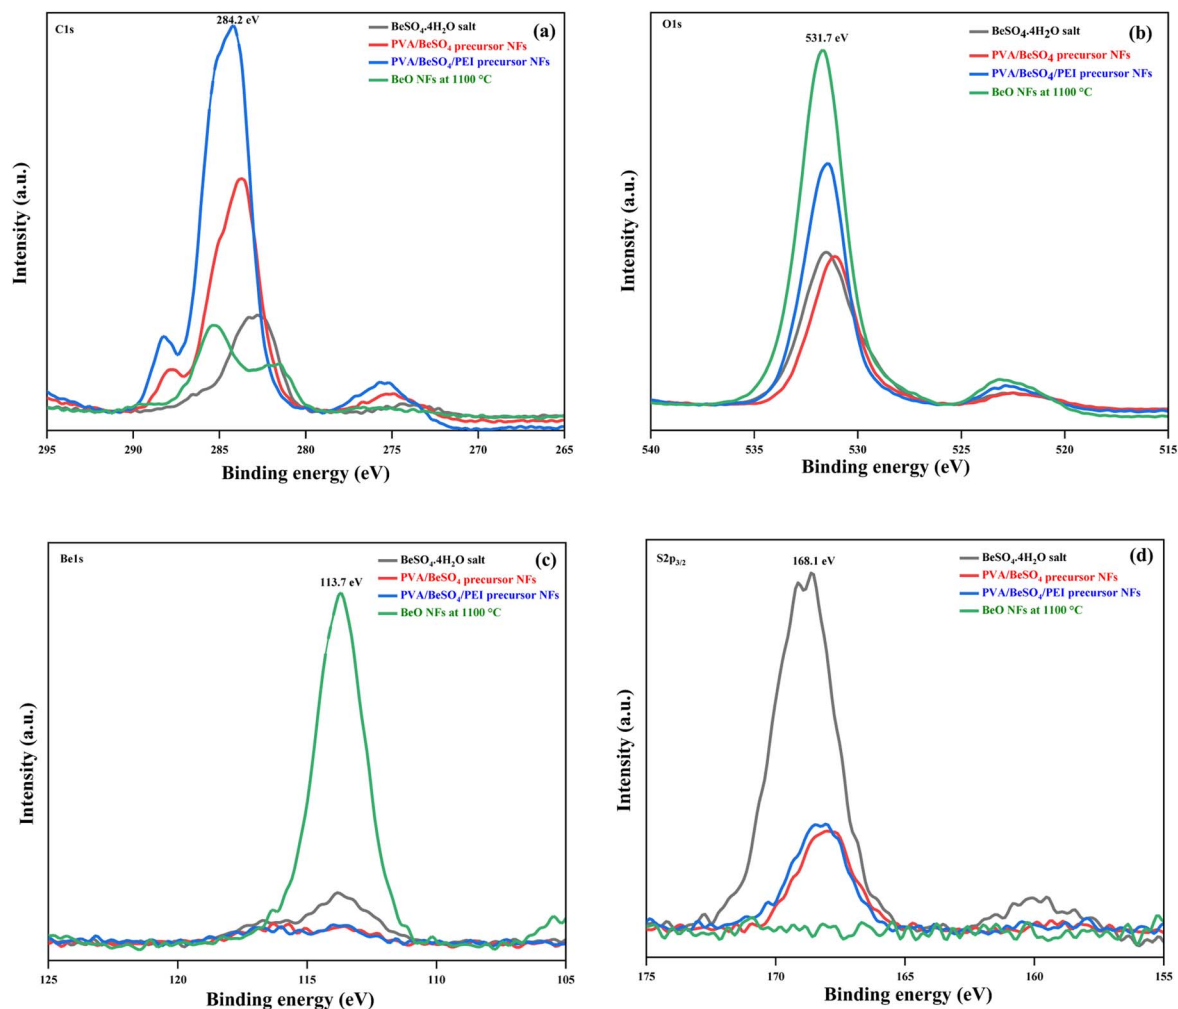 284.2 eV
C1s
(a)
BeSO₄.4H₂O salt
PVA/BeSO₄ precursor NFs
PVA/BeSO₄/PEI precursor NFs
BeO NFs at 1100 °C
Intensity (a.u.)
295 290 285 280 275 270 265
Binding energy (eV)
O1s
531.7 eV
(b)
BeSO₄.4H₂O salt
PVA/BeSO₄ precursor NFs
PVA/BeSO₄/PEI precursor NFs
BeO NFs at 1100 °C
Intensity (a.u.)
540 535 530 525 520 515
Binding energy (eV)
Be1s
113.7 eV
(c)
BeSO₄.4H₂O salt
PVA/BeSO₄ precursor NFs
PVA/BeSO₄/PEI precursor NFs
BeO NFs at 1100 °C
Intensity (a.u.)
125 120 115 110 105
Binding energy (eV)
S2p₃/₂
168.1 eV
(d)
BeSO₄.4H₂O salt
PVA/BeSO₄ precursor NFs
PVA/BeSO₄/PEI precursor NFs
BeO NFs at 1100 °C
Intensity (a.u.)
175 170 165 160 155
Binding energy (eV)